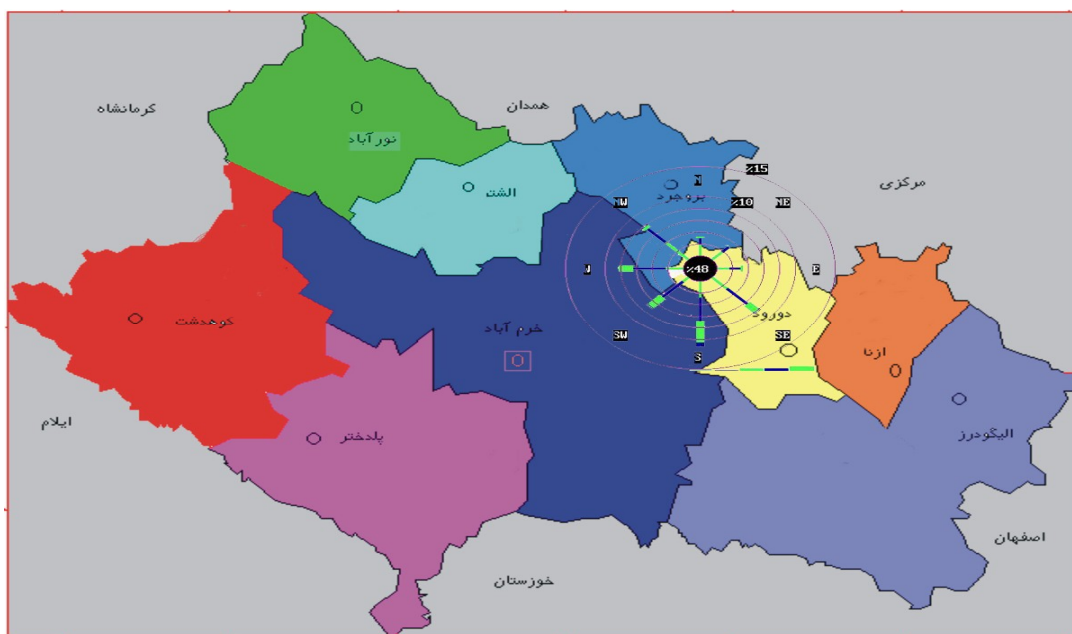 همدان
کرمانشاه
نورآباد
%15
N
مرکزی
الشتر
بروجرد
NW
%10
NE
W
%48
E
دورود
کوهدشت
خرم آباد
SW
SE
S
ازنا
ایلام
پلدختر
الیگودرز
اصفهان
خوزستان